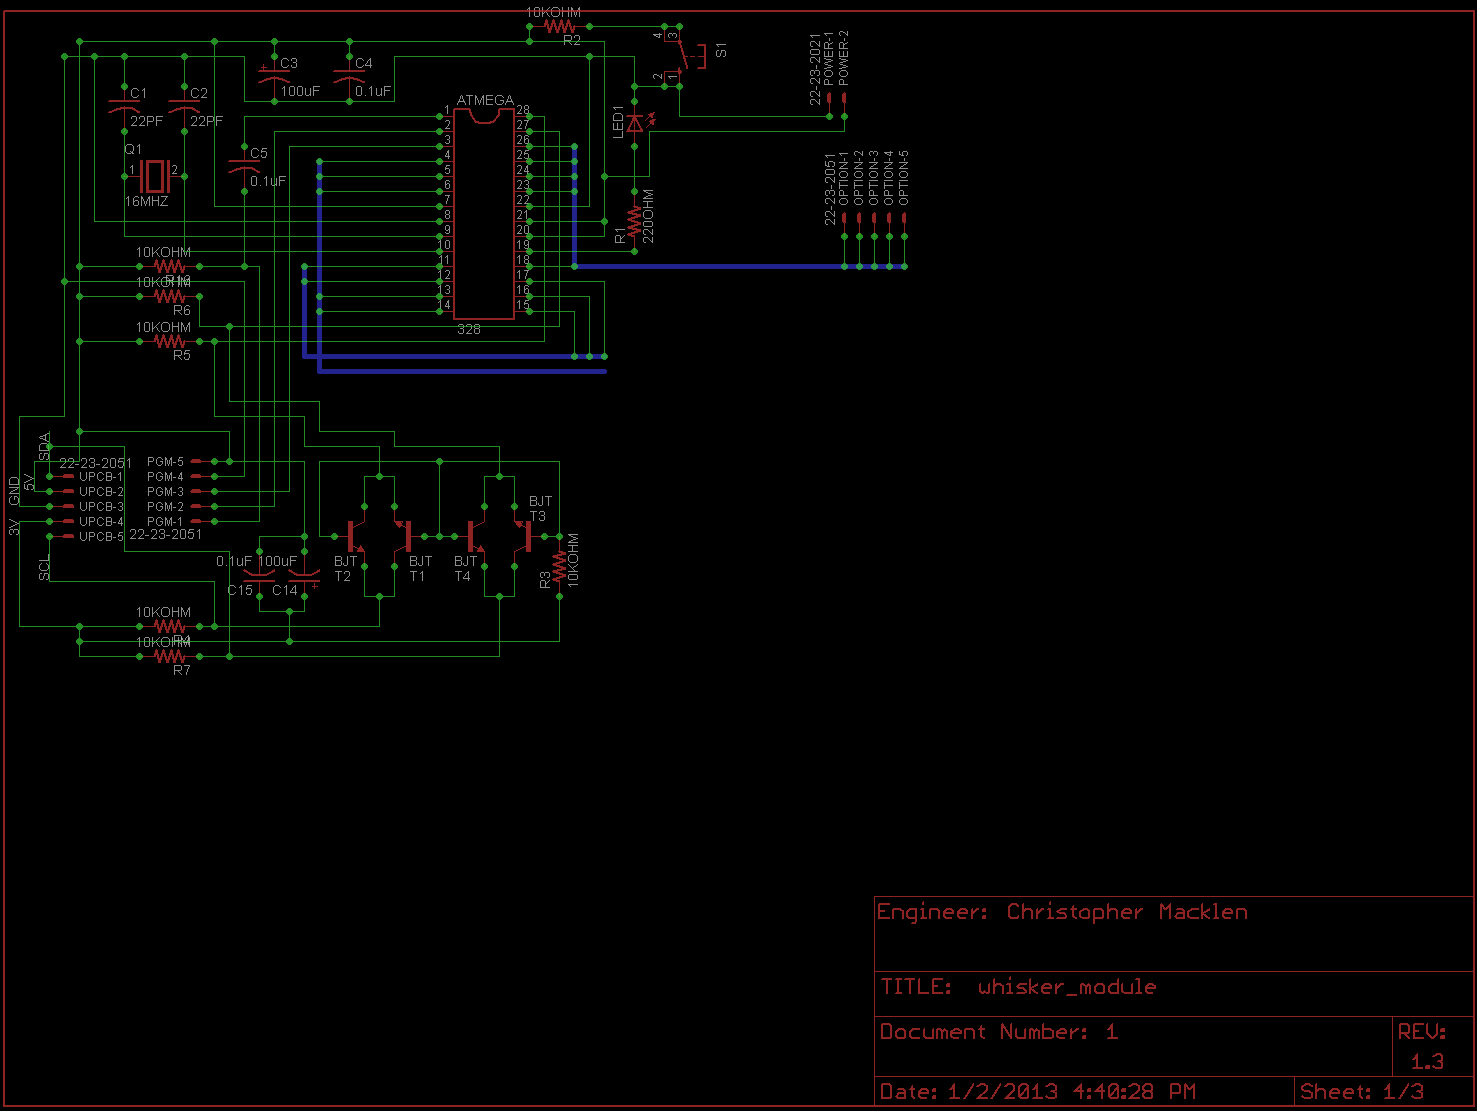 10KOHM
R2
4
3
2
1
S1
22-23-2021
POWER-1
POWER-2
C3
100uF
C4
0.1uF
C1
22PF
C2
22PF
Q1
1
2
16MHZ
C5
0.1uF
ATMEGA
1
2
3
4
5
6
7
8
9
10
11
12
13
14
28
27
26
25
24
23
22
21
20
19
18
17
16
15
328
LED1
R1
220OHM
22-23-2051
OPTION-1
OPTION-2
OPTION-3
OPTION-4
OPTION-5
10KOHM
10KOHM
R6
10KOHM
R5
SDA
5V
GND
3V
SCL
22-23-2051
UPCB-1
UPCB-2
UPCB-3
UPCB-4
UPCB-5
PGM-5
PGM-4
PGM-3
PGM-2
PGM-1
22-23-2051
0.1uF
C15
100uF
C14
BJT
T2
BJT
T1
BJT
T4
BJT
T3
R3
10KOHM
10KOHM
10KOHM
R7
Engineer: Christopher Macklen
TITLE: whisker_module
Document Number: 1
REV:
1.3
Date: 1/2/2013 4:40:28 PM
Sheet: 1/3